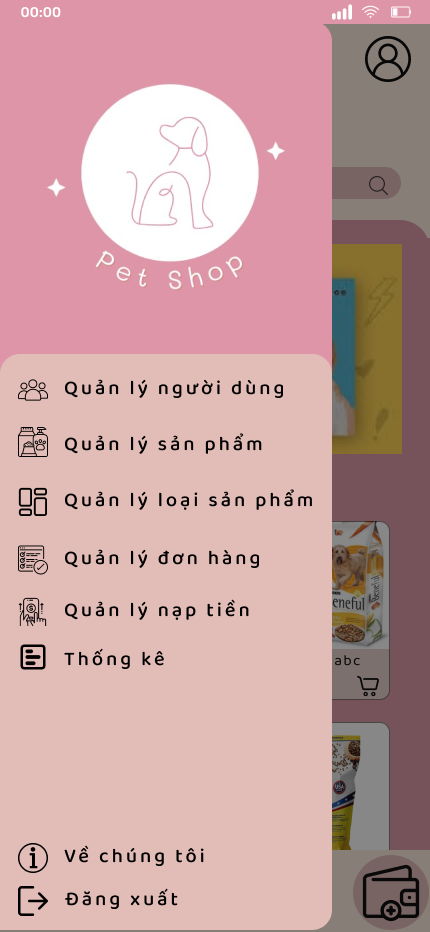 00:00
Pet Shop
Quản lý người dùng
Quản lý sản phẩm
Quản lý loại sản phẩm
Quản lý đơn hàng
Quản lý nạp tiền
Thống kê
Về chúng tôi
Đăng xuất
eneful
abc